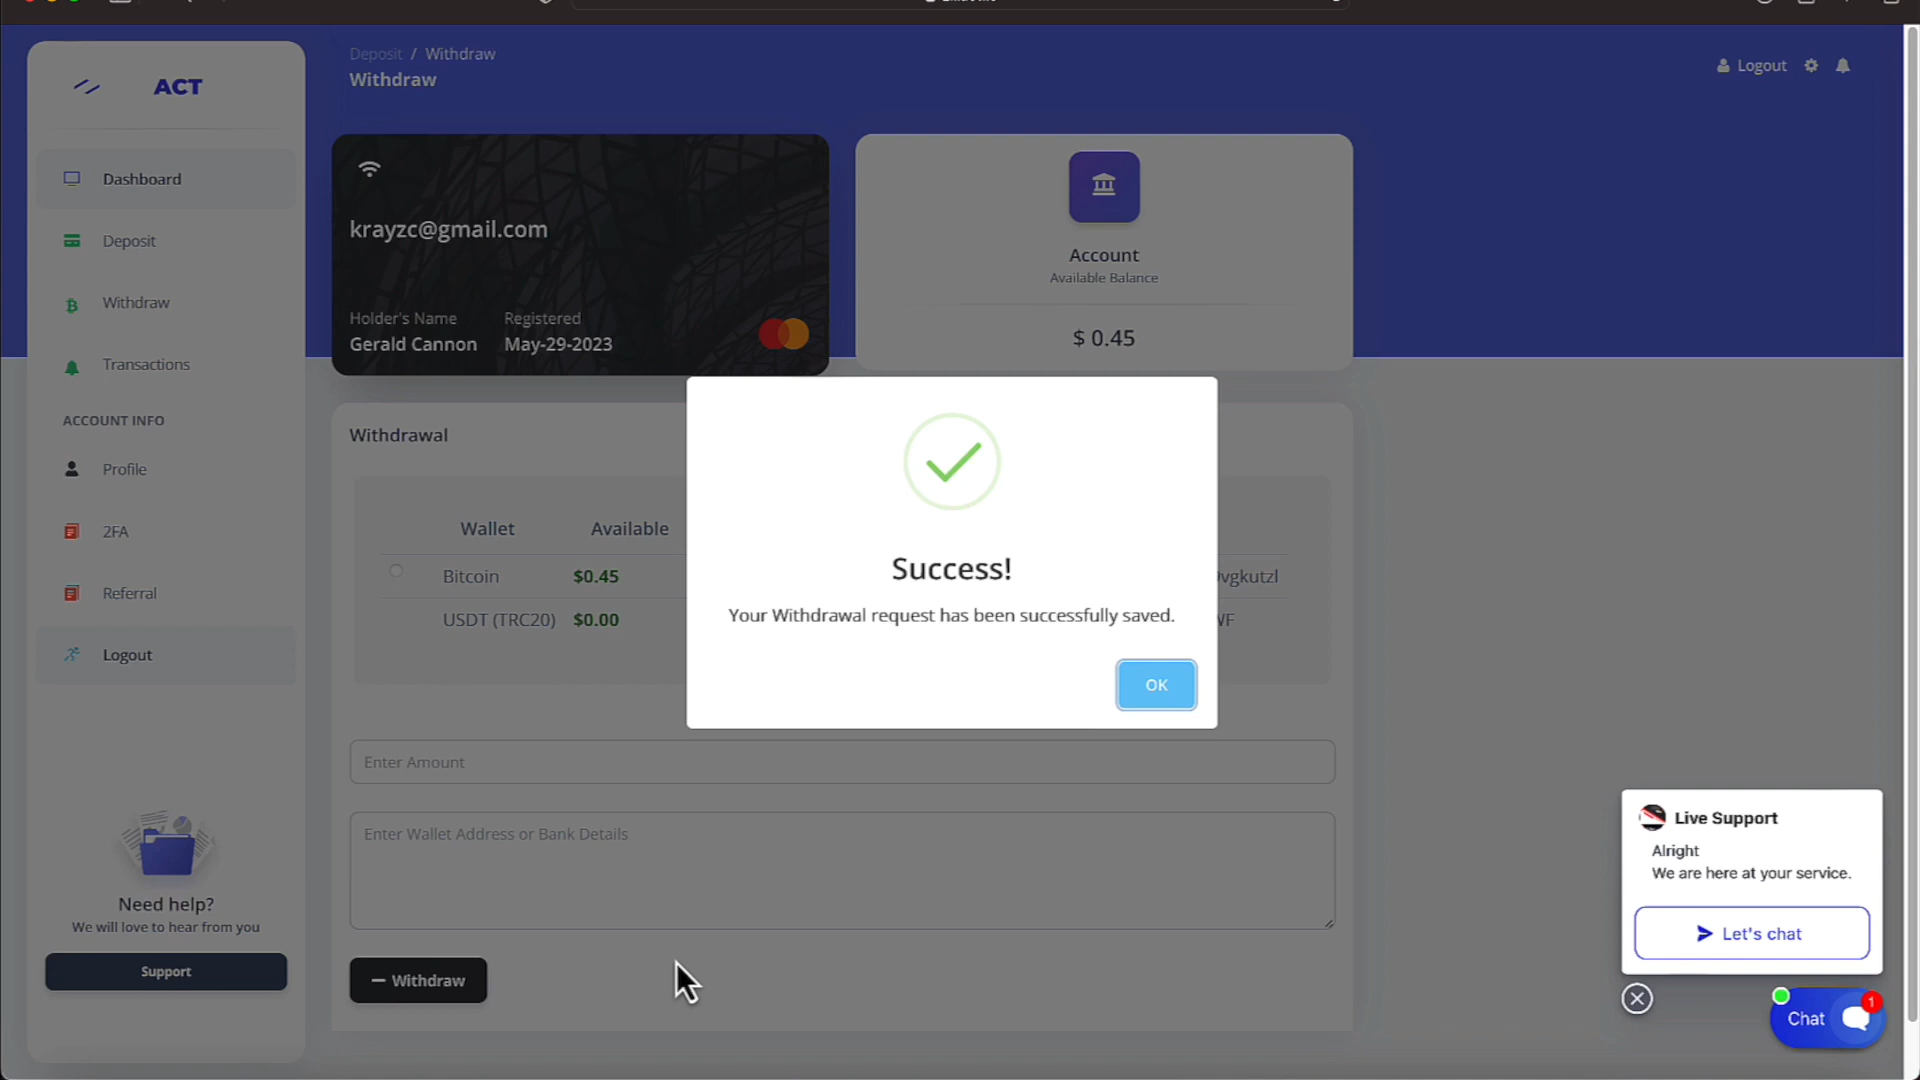 Deposit / Withdraw
Withdraw
Logout
ACT
Dashboard
Deposit
Withdraw
Transactions
ACCOUNT INFO
Profile
2FA
Referral
Logout
Need help?
We will love to hear from you
Support
krayzc@gmail.com
Holder's Name Registered
Gerald Cannon May-29-2023
Account
Available Balance
$ 0.45
Withdrawal
Wallet Available
Bitcoin $0.45
USDT (TRC20) $0.00
Success!
Your Withdrawal request has been successfully saved.
OK
Enter Amount
Enter Wallet Address or Bank Details
Withdraw
Live Support
Alright
We are here at your service.
Let's chat
Chat 1